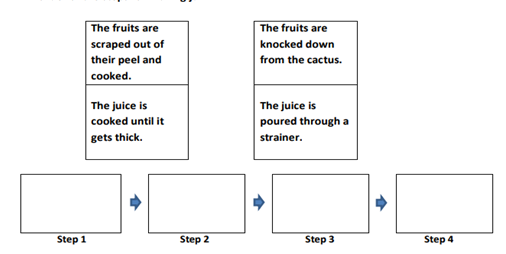 The fruits are
scraped out of
their peel and
cooked.
The fruits are
knocked down
from the cactus.
The juice is
cooked until it
gets thick.
The juice is
poured through a
strainer.
Step 1
Step 2
Step 3
Step 4